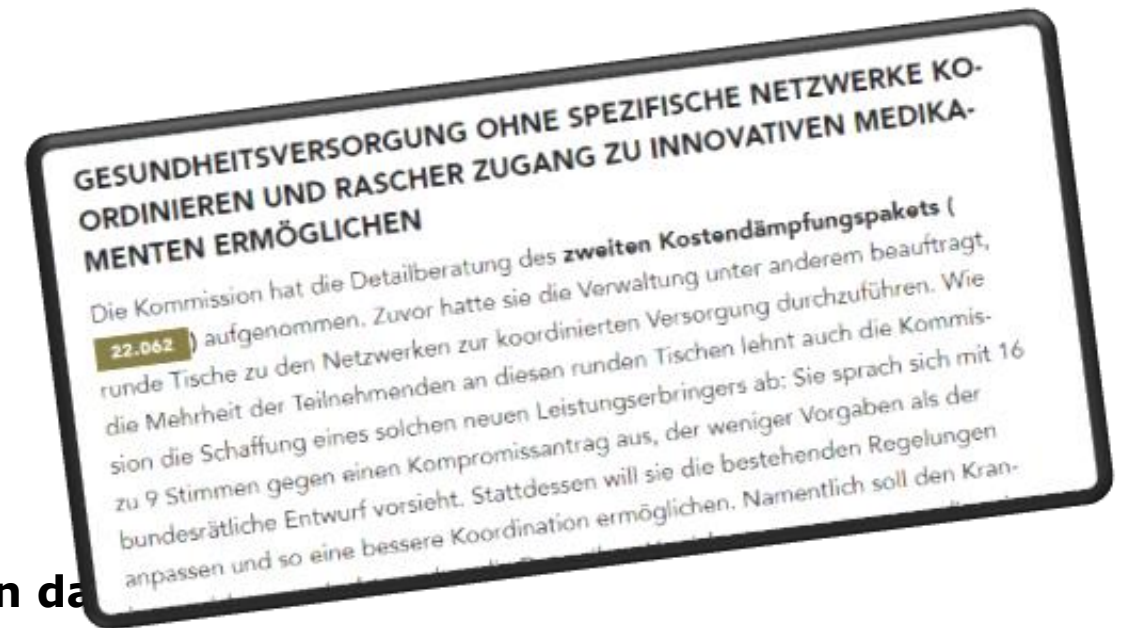 GESUNDHEITSVERSORGUNG OHNE SPEZIFISCHE NETZWERKE KO-
ORDINIEREN UND RASCHER ZUGANG ZU INNOVATIVEN MEDIKA-
MENTEN ERMÖGLICHEN
Die Kommission hat die Detailberatung des zweiten Kostendämpfungspakets (
22.062 ) aufgenommen. Zuvor hatte sie die Verwaltung unter anderem beauftragt,
runde Tische zu den Netzwerken zur koordinierten Versorgung durchzuführen. Wie
die Mehrheit der Teilnehmenden an diesen runden Tischen lehnt auch die Kommis-
sion die Schaffung eines solchen neuen Leistungserbringers ab: Sie sprach sich mit 16
zu 9 Stimmen gegen einen Kompromissantrag aus, der weniger Vorgaben als der
bundesrätliche Entwurf vorsieht. Stattdessen will sie die bestehenden Regelungen
anpassen und so eine bessere Koordination ermöglichen. Namentlich soll den Kran-
n da